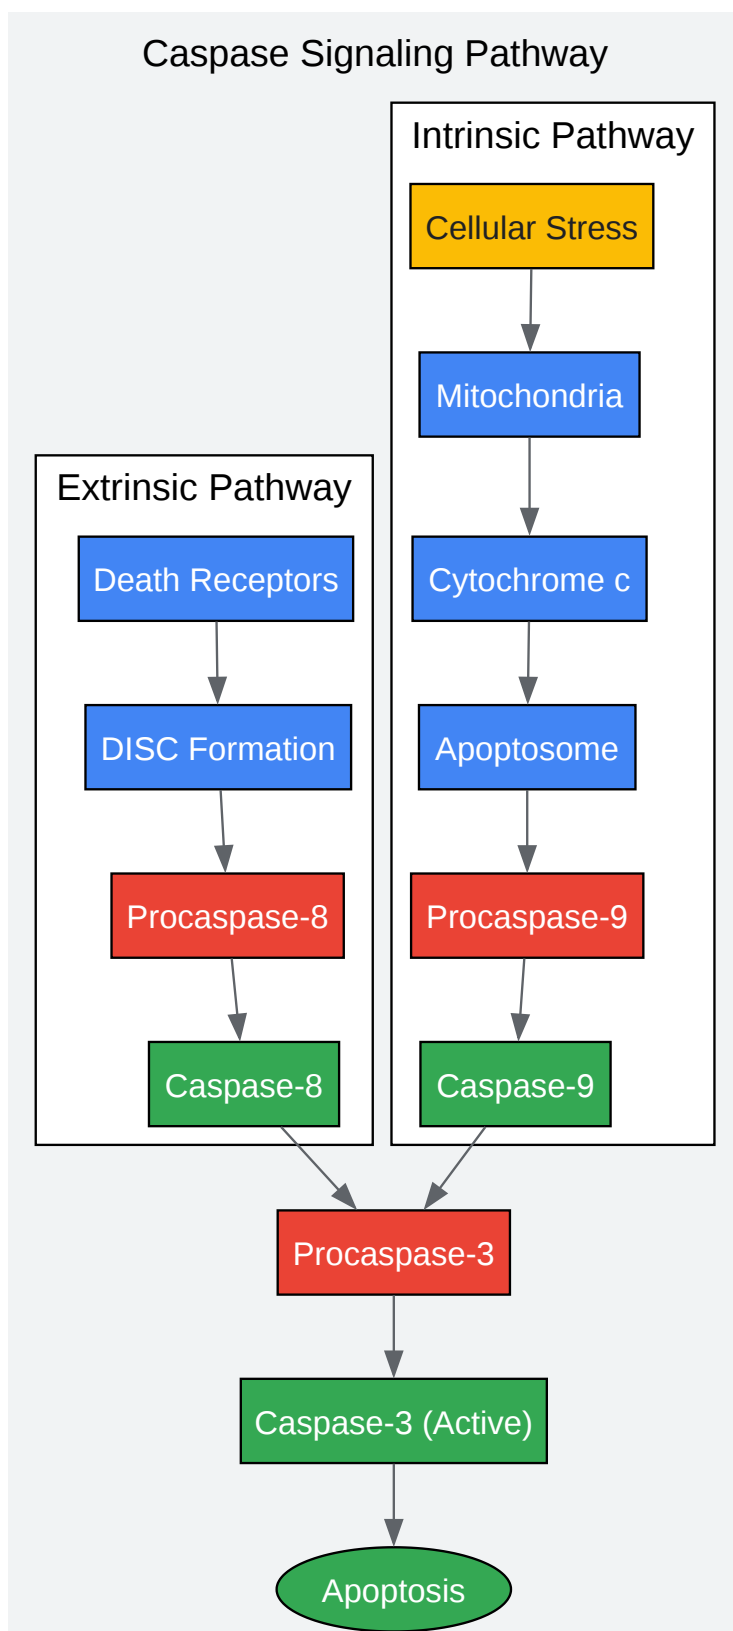 Caspase Signaling Pathway
Intrinsic Pathway
Cellular Stress
Mitochondria
Cytochrome c
Apoptosome
Procaspase-9
Caspase-9
Extrinsic Pathway
Death Receptors
DISC Formation
Procaspase-8
Caspase-8
Procaspase-3
Caspase-3 (Active)
Apoptosis